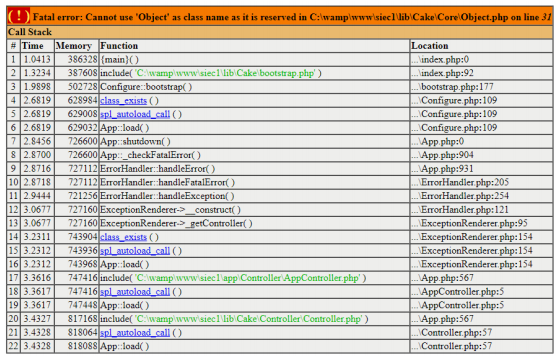 ( ! ) Fatal error: Cannot use 'Object' as class name as it is reserved in C:\wamp\www\siec1\lib\Cake\Core\Object.php on line 31
Call Stack
# Time Memory Function Location
1 1.0413 386328 {main}( ) ...\index.php:0
2 1.3234 387608 include( 'C:\wamp\www\siec1\lib\Cake\bootstrap.php' ) ...\index.php:92
3 1.9898 502728 Configure::bootstrap( ) ...\bootstrap.php:177
4 2.6819 628984 class_exists ( ) ...\Configure.php:109
5 2.6819 629008 spl_autoload_call ( ) ...\Configure.php:109
6 2.6819 629032 App::load( ) ...\Configure.php:109
7 2.8456 726600 App::shutdown( ) ...\App.php:0
8 2.8700 726600 App::_checkFatalError( ) ...\App.php:904
9 2.8716 727112 ErrorHandler::handleError( ) ...\App.php:931
10 2.8718 727112 ErrorHandler::handleFatalError( ) ...\ErrorHandler.php:205
11 2.9444 721256 ErrorHandler::handleException( ) ...\ErrorHandler.php:254
12 3.0677 727160 ExceptionRenderer->__construct( ) ...\ErrorHandler.php:121
13 3.0677 727160 ExceptionRenderer->_getController( ) ...\ExceptionRenderer.php:95
14 3.2311 743904 class_exists ( ) ...\ExceptionRenderer.php:154
15 3.2312 743936 spl_autoload_call ( ) ...\ExceptionRenderer.php:154
16 3.2312 743968 App::load( ) ...\ExceptionRenderer.php:154
17 3.3616 747416 include( 'C:\wamp\www\siec1\app\Controller\AppController.php' ) ...\App.php:567
18 3.3617 747416 spl_autoload_call ( ) ...\AppController.php:5
19 3.3617 747448 App::load( ) ...\AppController.php:5
20 3.4327 817168 include( 'C:\wamp\www\siec1\lib\Cake\Controller\Controller.php' ) ...\App.php:567
21 3.4328 818064 spl_autoload_call ( ) ...\Controller.php:57
22 3.4328 818088 App::load( ) ...\Controller.php:57